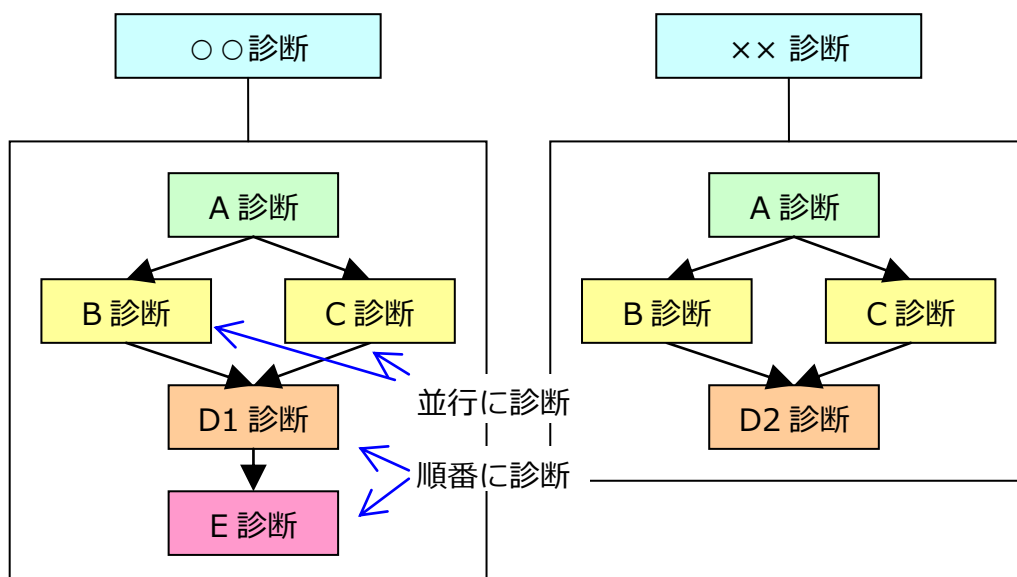 ○○診断
×× 診断
A 診断
B 診断
C 診断
D1 診断
E 診断
並行に診断
順番に診断
A 診断
B 診断
C 診断
D2 診断